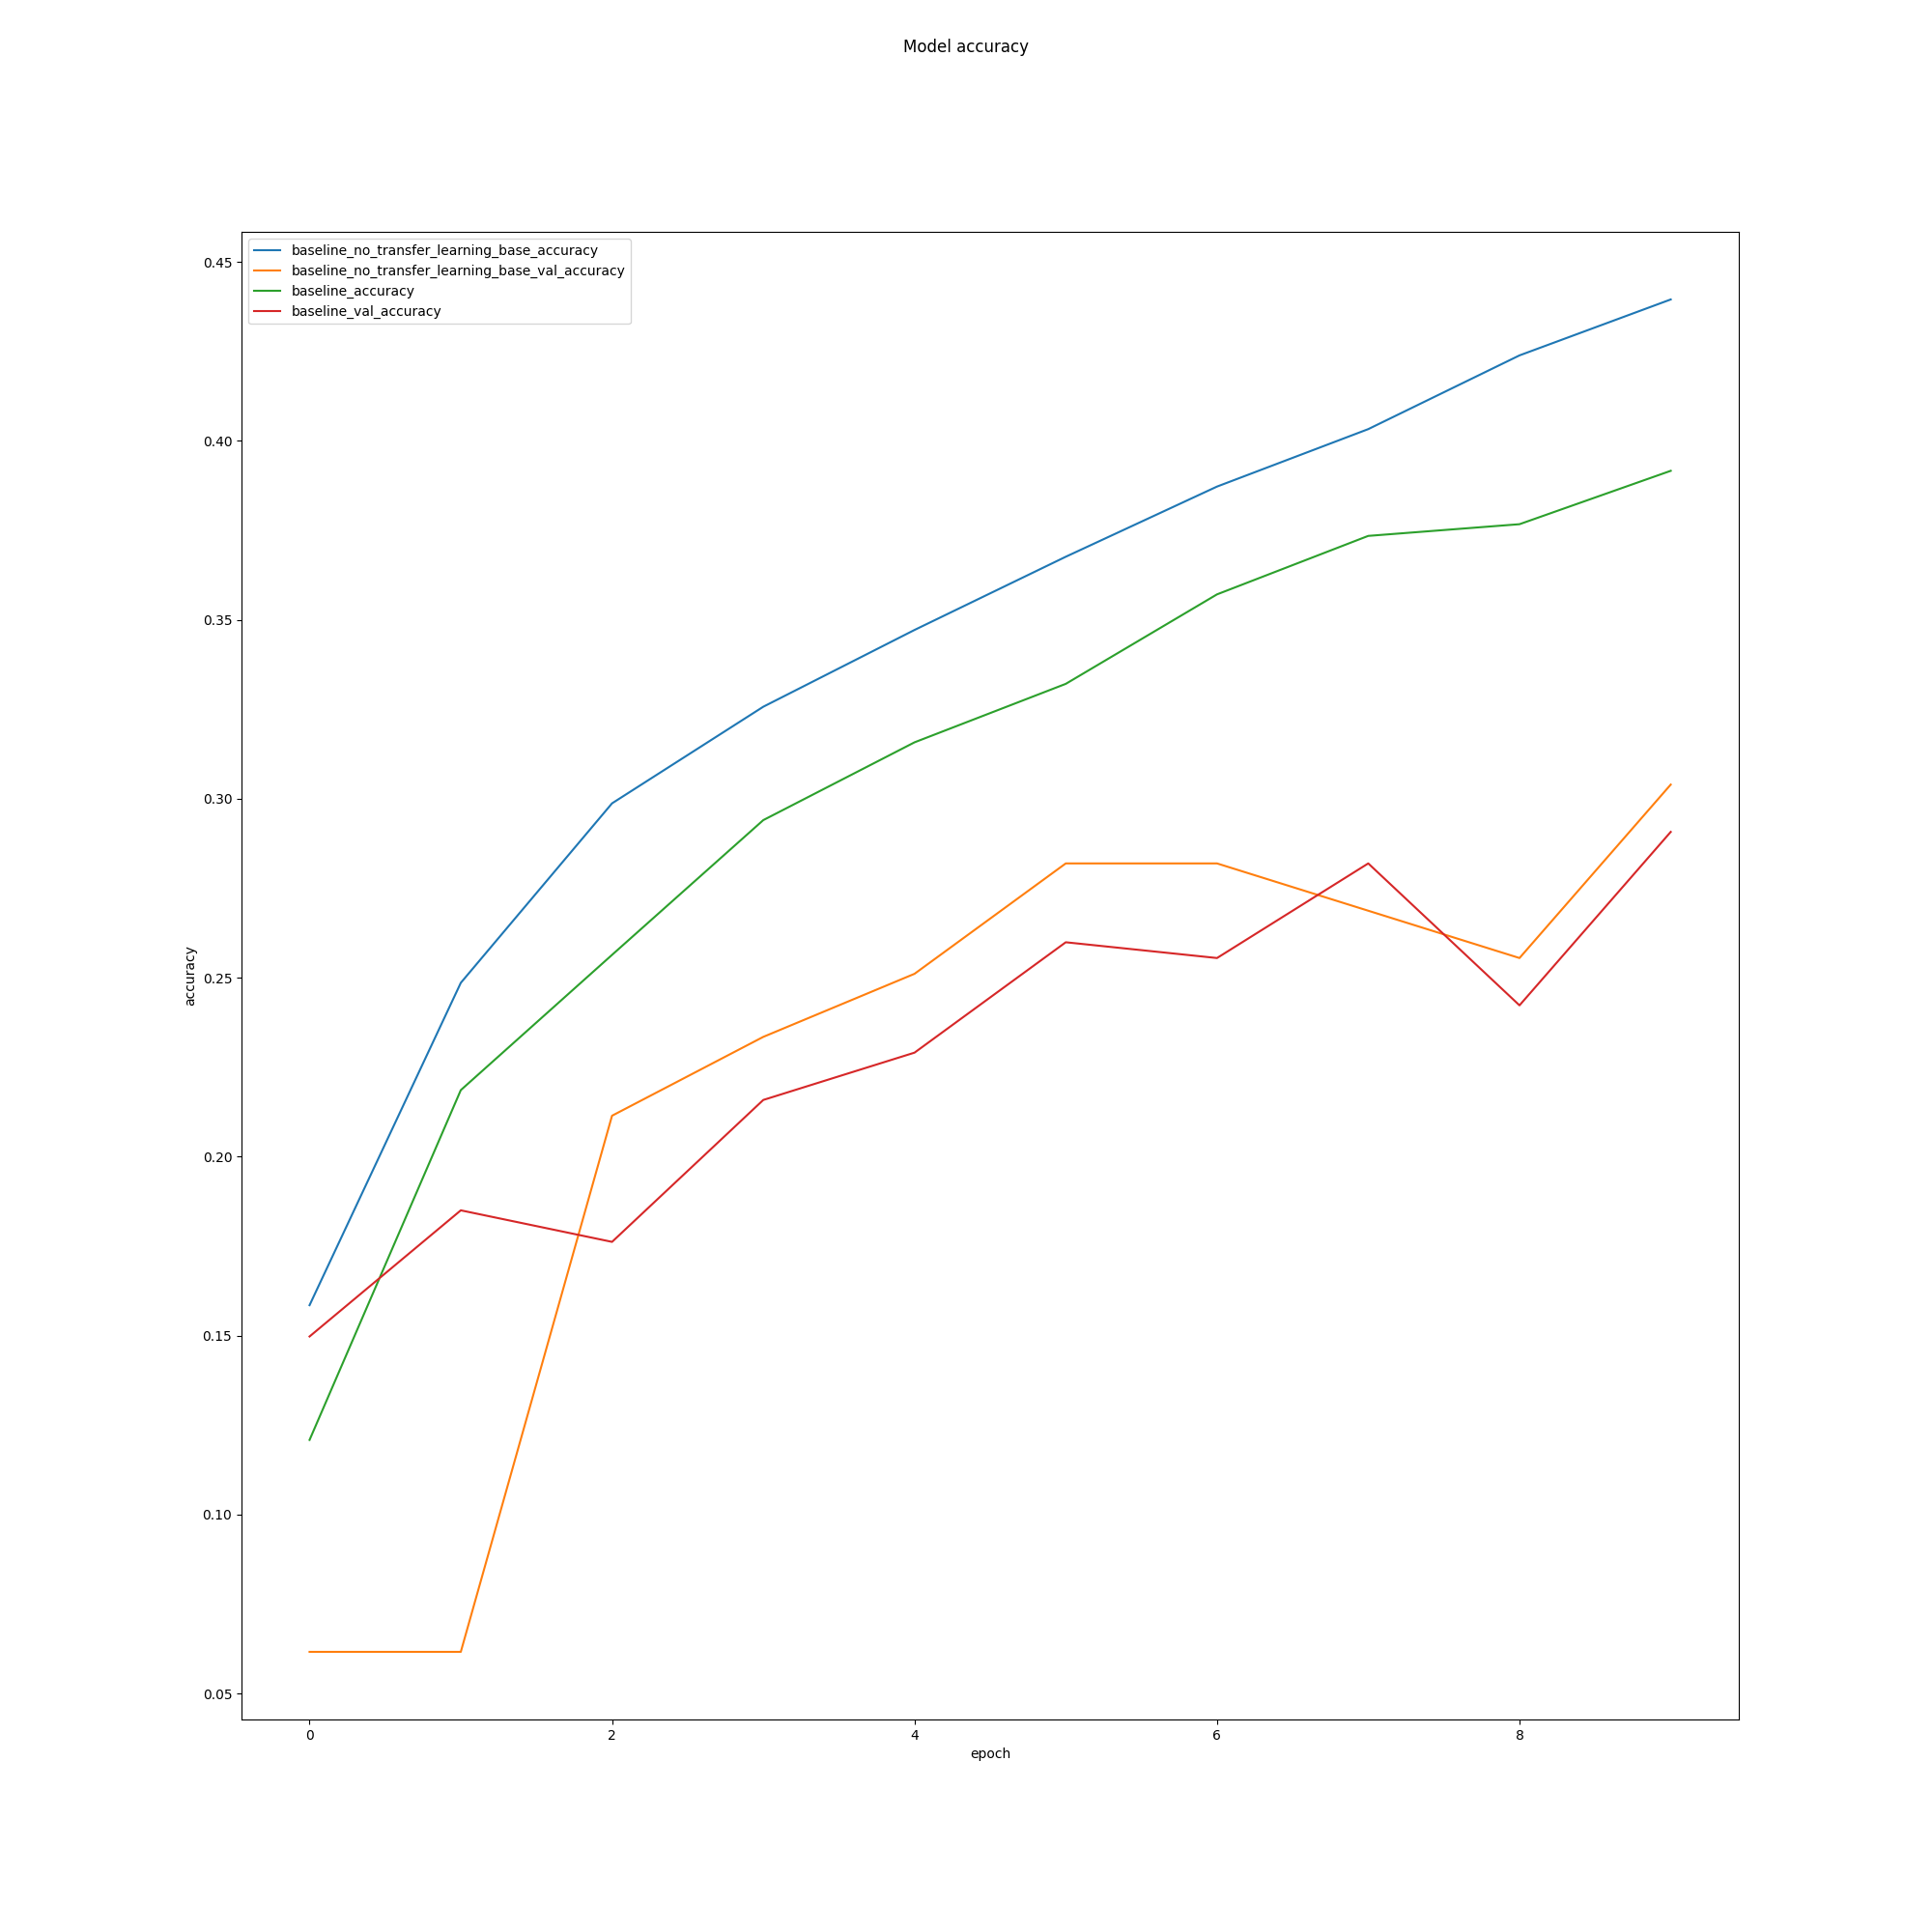 Model accuracy
baseline_no_transfer_learning_base_accuracy
baseline_no_transfer_learning_base_val_accuracy
baseline_accuracy
baseline_val_accuracy
0.45
0.40
0.35
0.30
0.25
0.20
0.15
0.10
0.05
accuracy
0 2 4 6 8
epoch